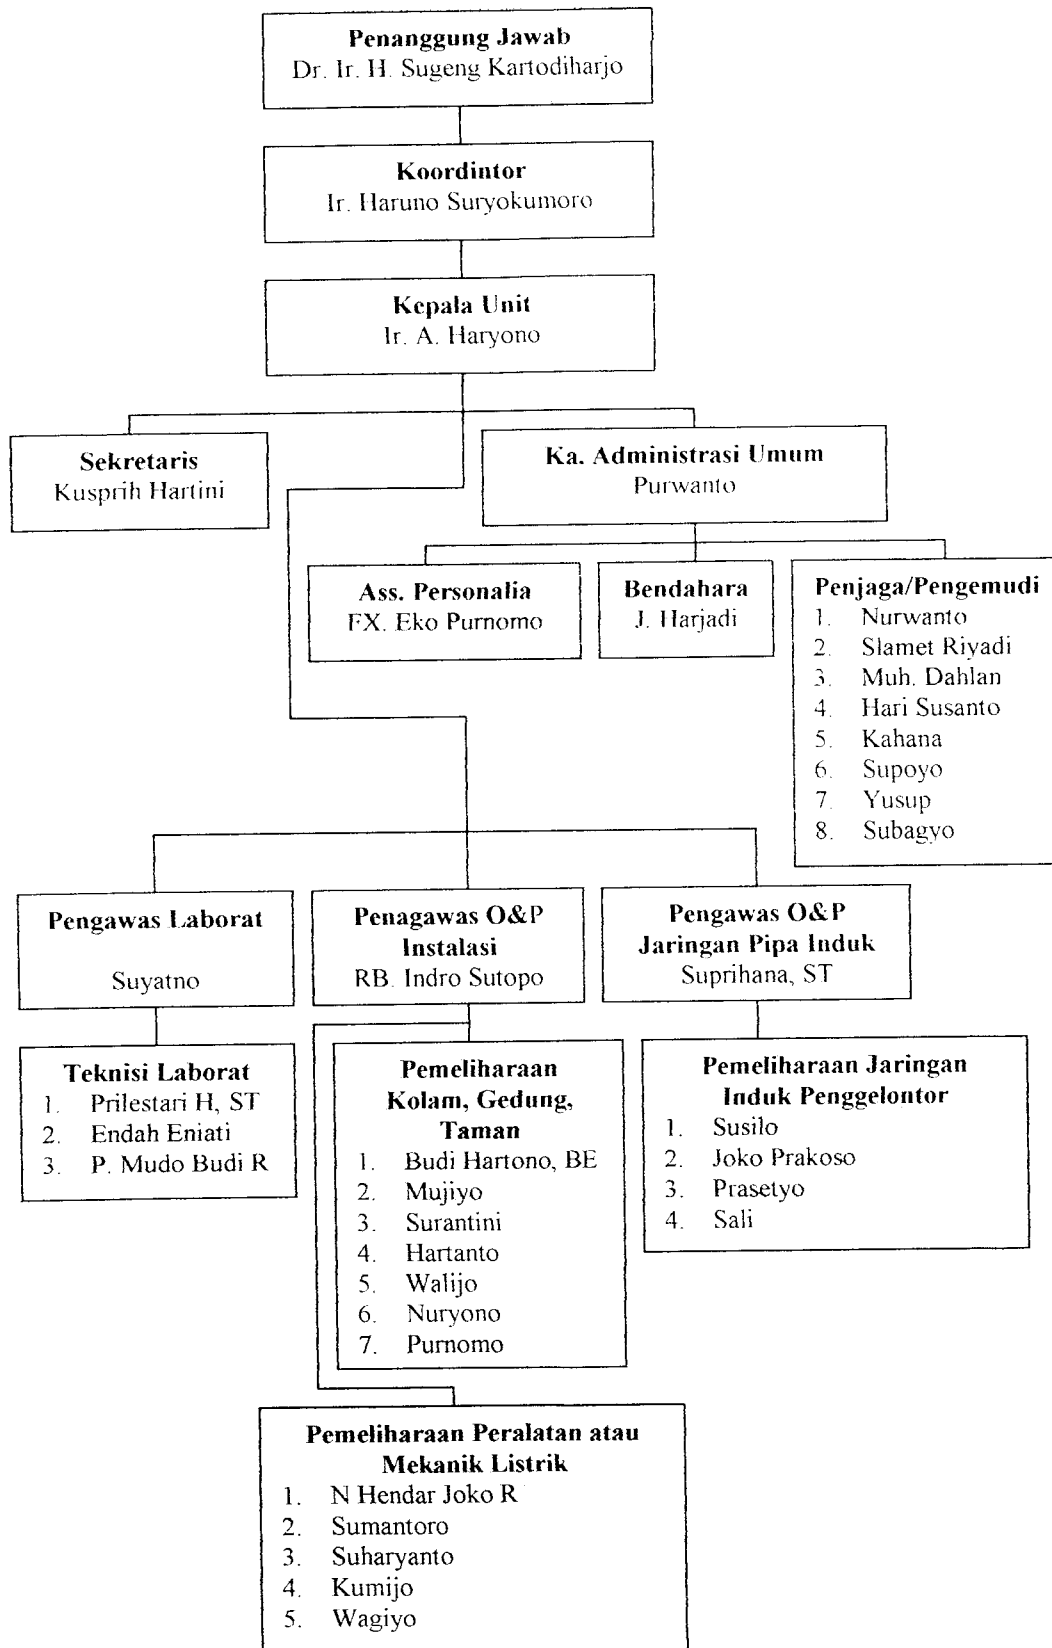 Penanggung Jawab
Dr. Ir. H. Sugeng Kartodiharjo
Koordintor
Ir. Haruno Suryokumoro
Kepala Unit
Ir. A. Haryono
Sekretaris
Kusprih Hartini
Ka. Administrasi Umum
Purwanto
Ass. Personalia
FX. Eko Purnomo
Bendahara
J. Harjadi
Penjaga/Pengemudi
1. Nurwanto
2. Slamet Riyadi
3. Muh. Dahlan
4. Hari Susanto
5. Kahana
6. Supoyo
7. Yusup
8. Subagyo
Pengawas Laborat
Suyatno
Penagawas O&P
Instalasi
RB. Indro Sutopo
Pengawas O&P
Jaringan Pipa Induk
Suprihana, ST
Teknisi Laborat
1. Prilestari H, ST
2. Endah Eniati
3. P. Mudo Budi R
Pemeliharaan
Kolam, Gedung,
Taman
1. Budi Hartono, BE
2. Mujiyo
3. Surantini
4. Hartanto
5. Walijo
6. Nuryono
7. Purnomo
Pemeliharaan Jaringan
Induk Penggelontor
1. Susilo
2. Joko Prakoso
3. Prasetyo
4. Sali
Pemeliharaan Peralatan atau
Mekanik Listrik
1. N Hendar Joko R
2. Sumantoro
3. Suharyanto
4. Kumijo
5. Wagiyo